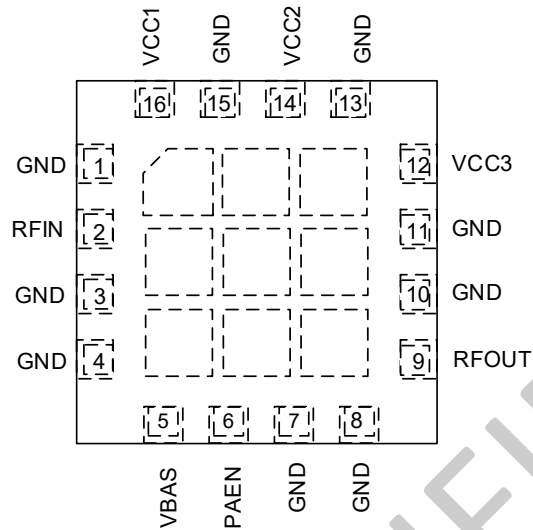 VCC1 GND VCC2 GND
16 15 14 13
GND 1 12 VCC3
RFIN 2 11 GND
GND 3 10 GND
GND 4 9 RFOUT
5 6 7 8
VBAS PAEN GND GND